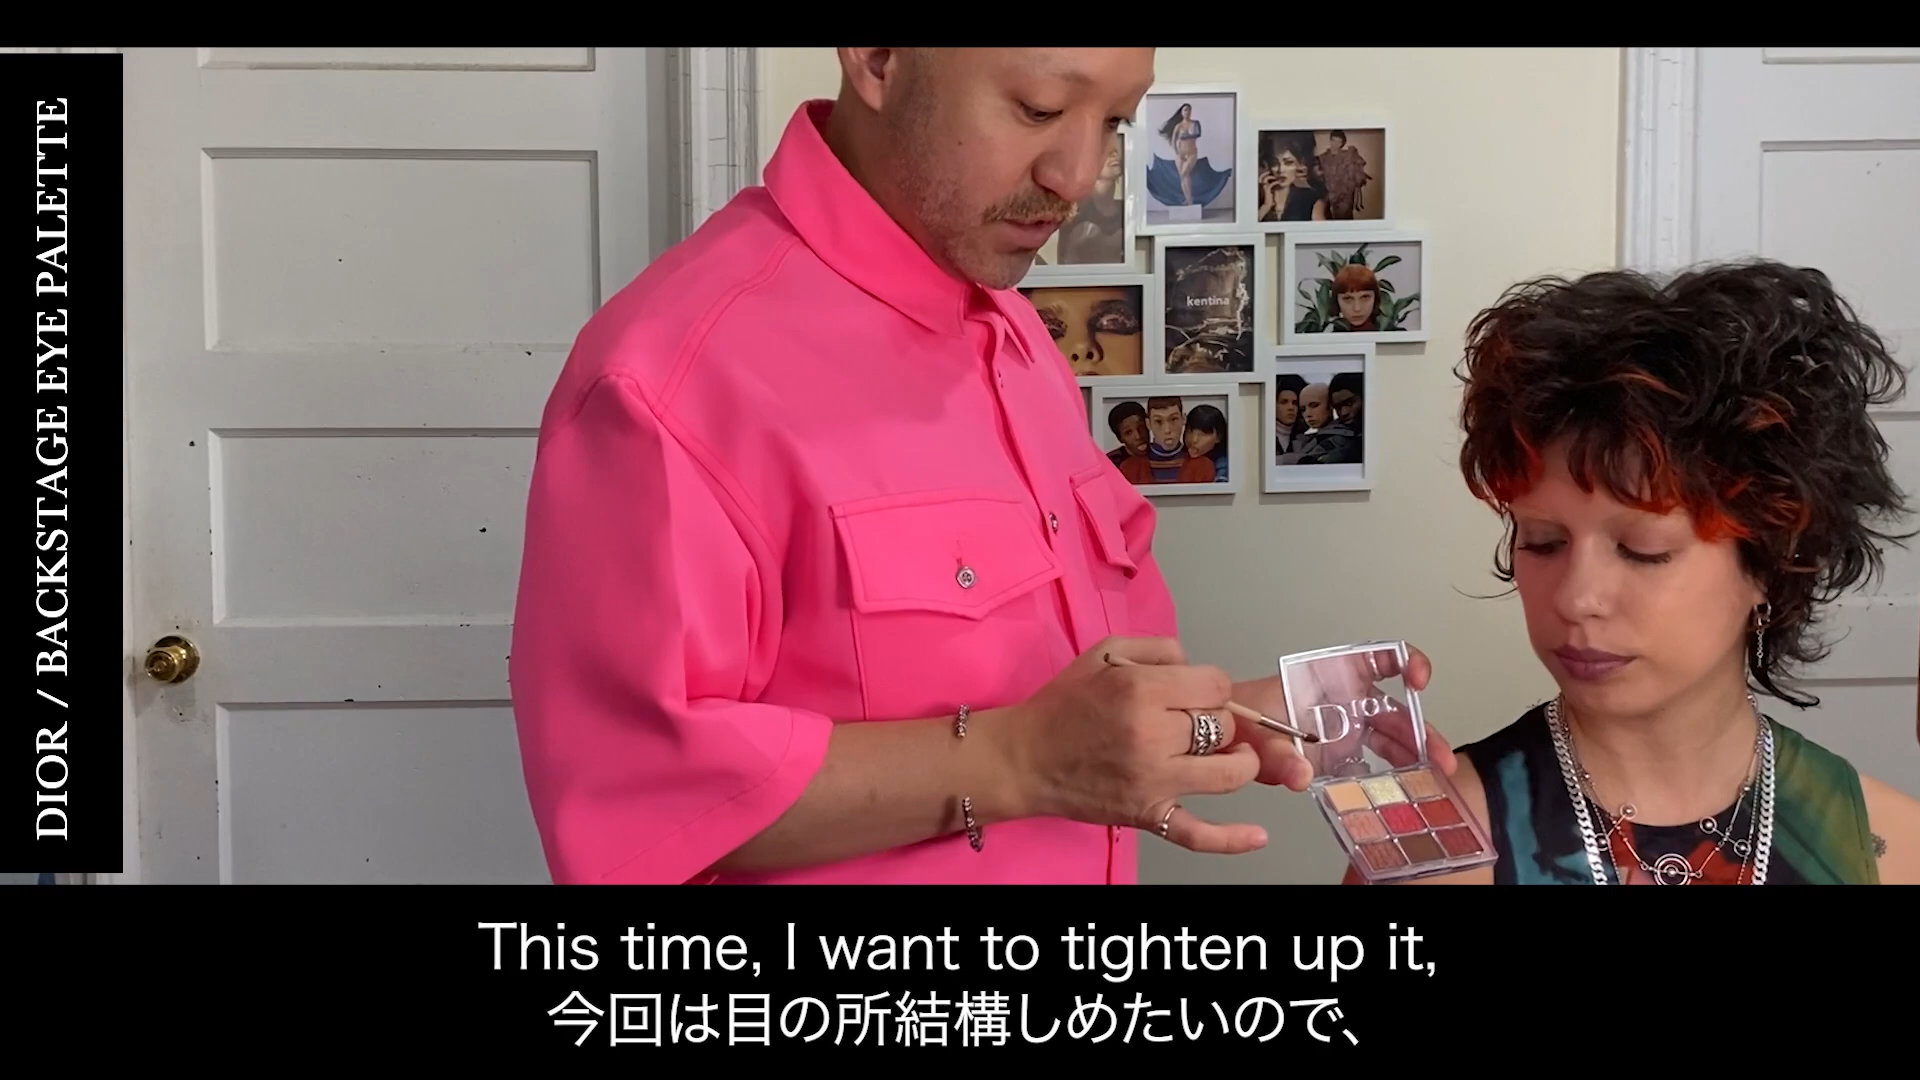 DIOR / BACKSTAGE EYE PALETTE
kentina
DIOR
This time, I want to tighten up it,
今回は目の所結構しめたいので、